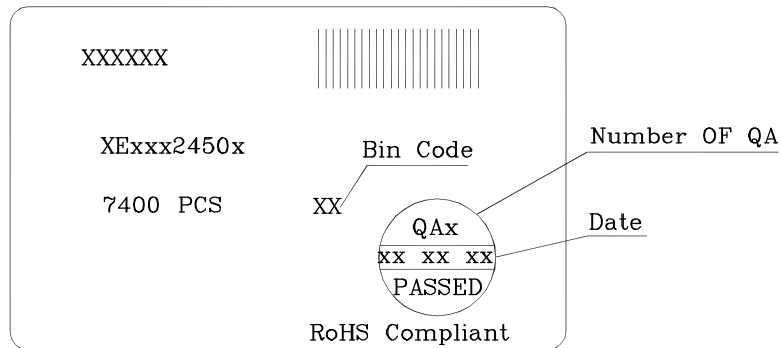 XXXXXX
XExxx2450x
Bin Code
Number OF QA
7400 PCS
XX
QAx
Date
xx xx xx
PASSED
RoHS Compliant